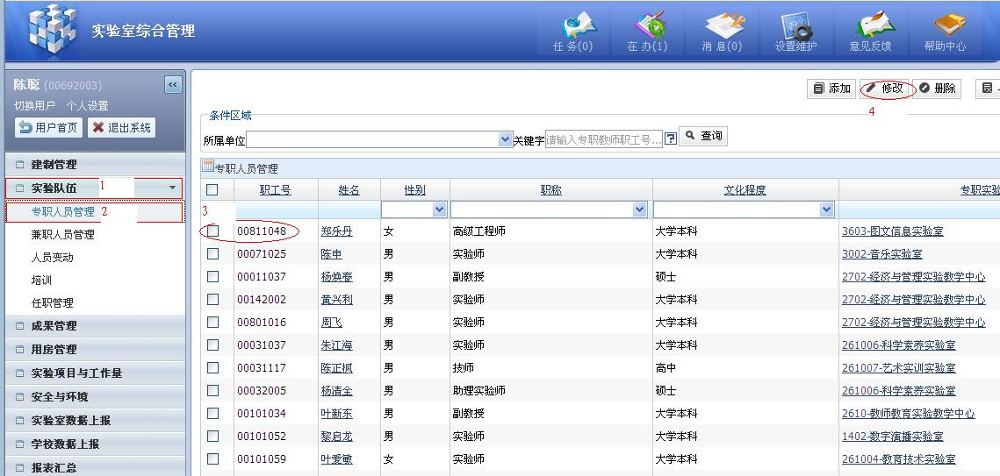 实验室综合管理
任务(0) 在办(1) 消息(0) 设置维护 意见反馈 帮助中心
陈聪 (00692003) «
切换用户 个人设置
用户首页 退出系统
建制管理
实验队伍 1
专职人员管理 2
兼职人员管理
人员变动
培训
任职管理
成果管理
用房管理
实验项目与工作量
安全与环境
实验室数据上报
学校数据上报
报表汇总
添加 修改 删除
4
条件区域
所属单位 关键字 请输入专职教师职工号... ? 查询
专职人员管理
职工号 姓名 性别 职称 文化程度 专职实验
3
00811048 郑乐丹 女 高级工程师 大学本科 3603-图文信息实验室
00071025 陈申 男 实验师 大学本科 3002-音乐实验室
00011037 杨焕春 男 副教授 硕士 2702-经济与管理实验教学中心
00142002 黄兴利 男 实验师 大学本科 2702-经济与管理实验教学中心
00801016 周飞 男 实验师 大学本科 2702-经济与管理实验教学中心
00031037 朱江海 男 实验师 大学本科 261006-科学素养实验室
00031117 陈正枫 男 技师 高中 261007-艺术实训实验室
00032005 杨清全 男 助理实验师 硕士 261006-科学素养实验室
00101034 叶新东 男 副教授 大学本科 2610-教师教育实验教学中心
00101052 黎启龙 男 实验师 大学本科 1402-数字演播实验室
00101059 叶爱敏 女 实验师 大学本科 261004-教育技术实验室